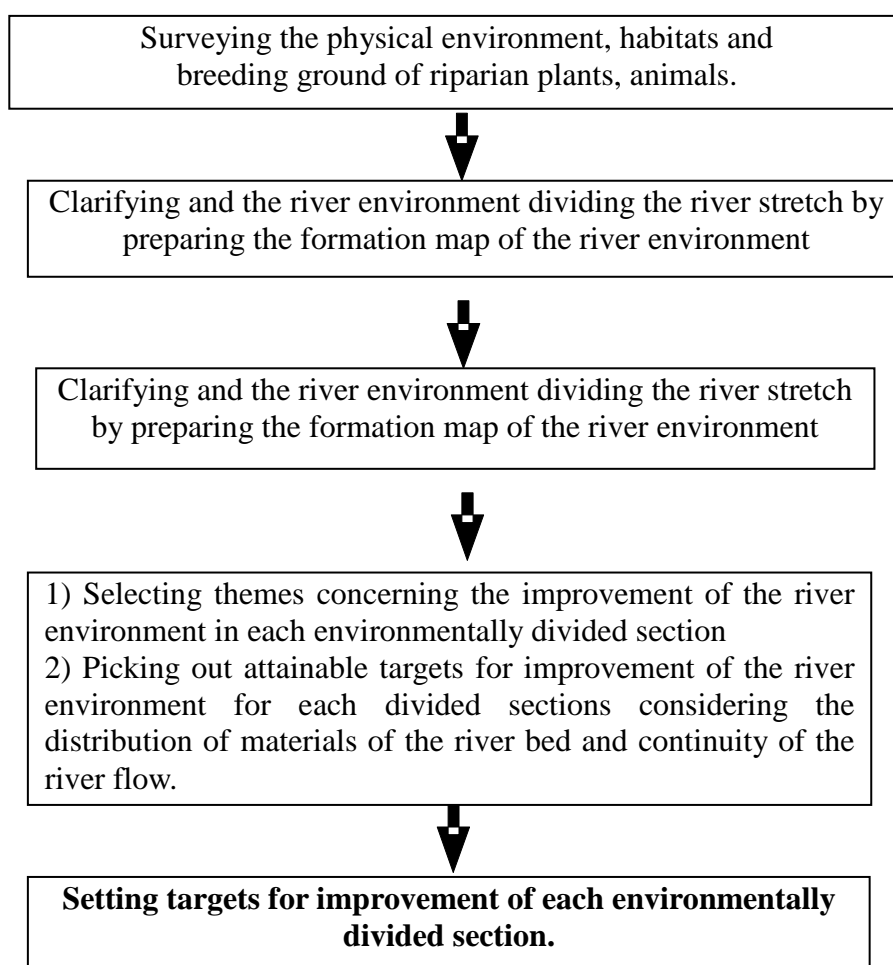 Surveying the physical environment, habitats and
breeding ground of riparian plants, animals.
Clarifying and the river environment dividing the river stretch by
preparing the formation map of the river environment
Clarifying and the river environment dividing the river stretch
by preparing the formation map of the river environment
1) Selecting themes concerning the improvement of the river
environment in each environmentally divided section
2) Picking out attainable targets for improvement of the river
environment for each divided sections considering the
distribution of materials of the river bed and continuity of the
river flow.
Setting targets for improvement of each environmentally
divided section.